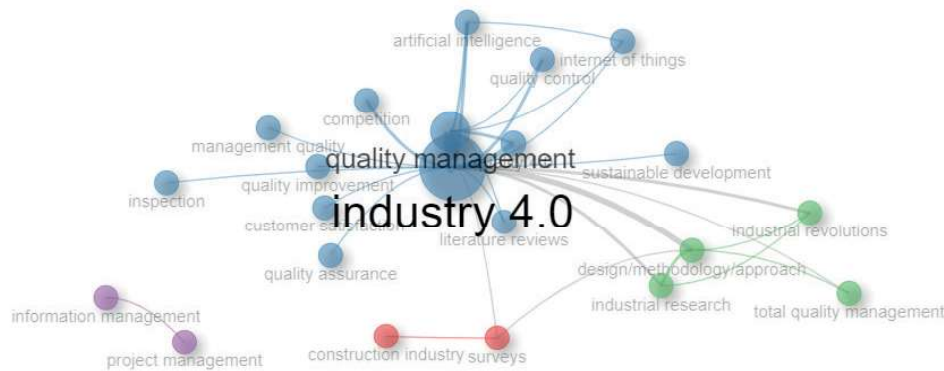 artificial intelligence
internet of things
quality control
competition
management quality
quality management
sustainable development
quality improvement
inspection
customer satisfaction
industry 4.0
literature reviews
industrial revolutions
quality assurance
design/methodology/approach
industrial research
total quality management
information management
project management
construction industry
surveys